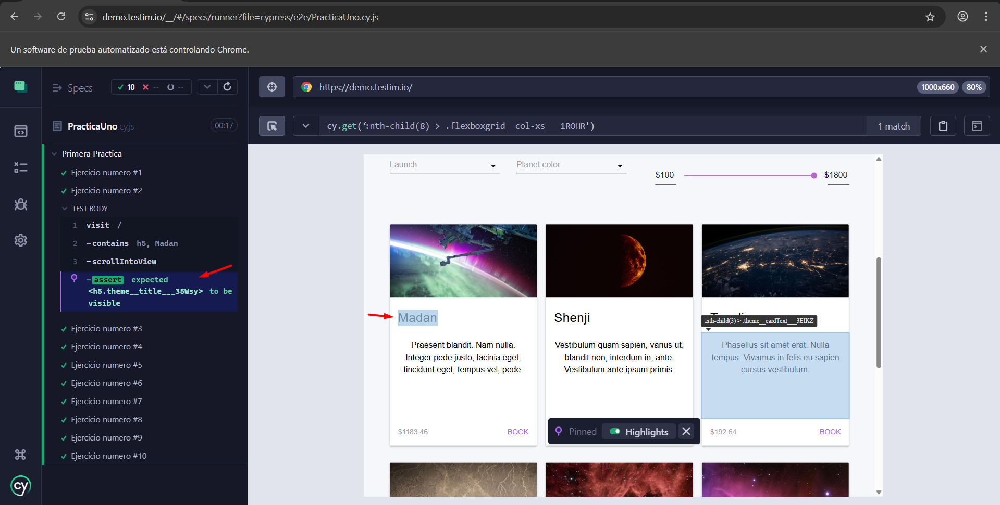 demo.testim.io/__/#/specs/runner?file=cypress/e2e/PracticaUno.cy.js
Un software de prueba automatizado está controlando Chrome.
Specs
10
--
--
https://demo.testim.io/
1000x660
80%
PracticaUno.cy.js
00:17
cy.get(‘:nth-child(8) > .flexboxgrid__col-xs___1ROHR’)
1 match
Primera Practica
Ejercicio numero #1
Ejercicio numero #2
TEST BODY
1 visit /
2 -contains h5, Madan
3 -scrollIntoView
-assert expected
<h5.theme__title___35Wsy> to be
visible
Ejercicio numero #3
Ejercicio numero #4
Ejercicio numero #5
Ejercicio numero #6
Ejercicio numero #7
Ejercicio numero #8
Ejercicio numero #9
Ejercicio numero #10
cy
Launch
Planet color
$100
$1800
Madan
Praesent blandit. Nam nulla.
Integer pede justo, lacinia eget,
tincidunt eget, tempus vel, pede.
$1183.46
BOOK
Shenji
Vestibulum quam sapien, varius ut,
blandit non, interdum in, ante.
Vestibulum ante ipsum primis.
Pinned
Highlights
:nth-child(3) > .theme__cardText___3ElKZ
Phasellus sit amet erat. Nulla
tempus. Vivamus in felis eu sapien
cursus vestibulum.
$192.64
BOOK